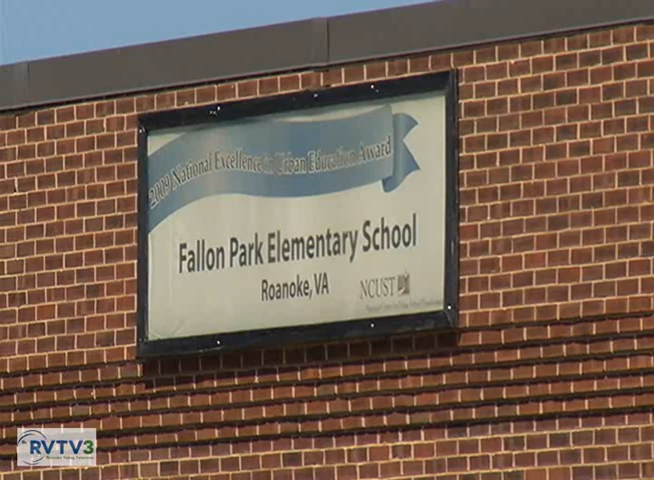 2009 National Excellence in Urban Education Award
Fallon Park Elementary School
Roanoke, VA
NCUST
RVTV3